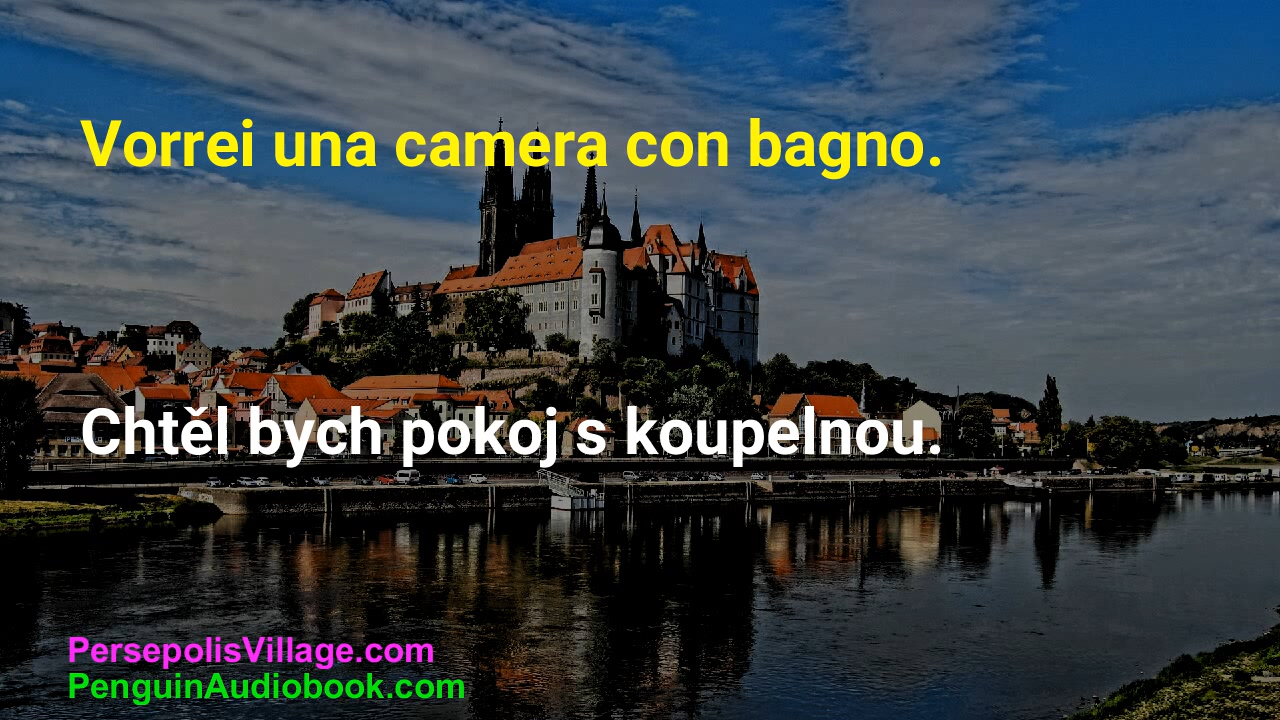 Vorrei una camera con bagno.
Chtěl bych pokoj s koupelnou.
PersepolisVillage.com
PenguinAudiobook.com